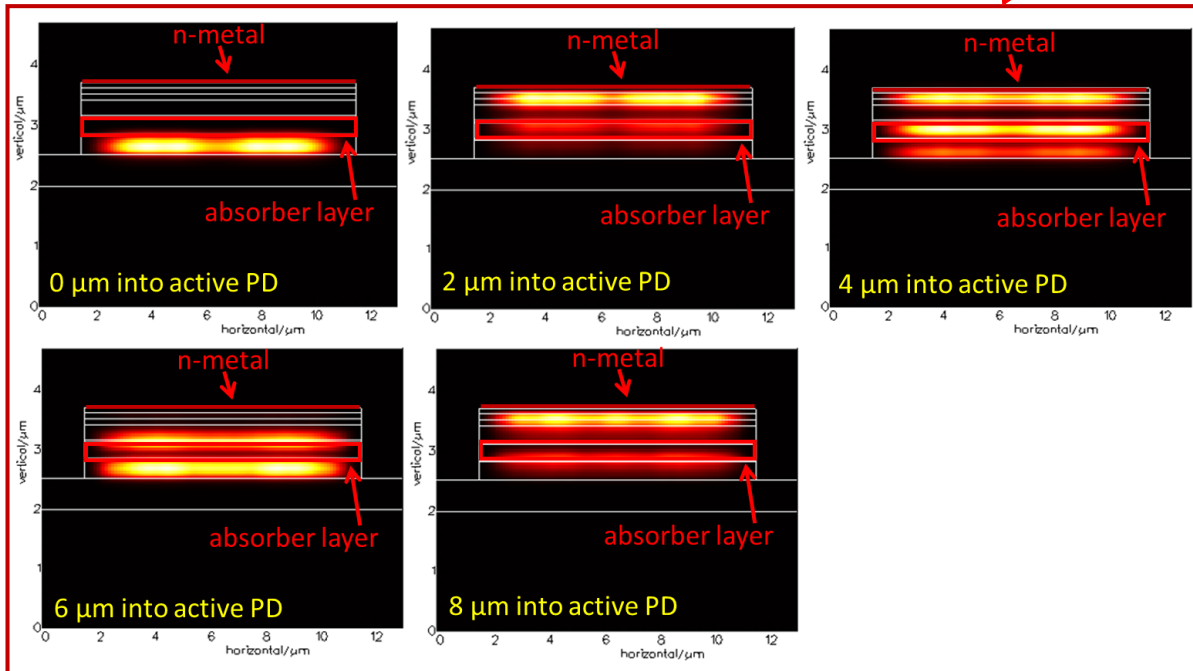 n-metal
absorber layer
0 μm into active PD
vertical/μm
4
3
2
1
0
0 2 4 6 8 10 12
horizontal/μm
n-metal
absorber layer
2 μm into active PD
vertical/μm
4
3
2
1
0
0 2 4 6 8 10 12
horizontal/μm
n-metal
absorber layer
4 μm into active PD
vertical/μm
4
3
2
1
0
0 2 4 6 8 10 12
horizontal/μm
n-metal
absorber layer
6 μm into active PD
vertical/μm
4
3
2
1
0
0 2 4 6 8 10 12
horizontal/μm
n-metal
absorber layer
8 μm into active PD
vertical/μm
4
3
2
1
0
0 2 4 6 8 10 12
horizontal/μm